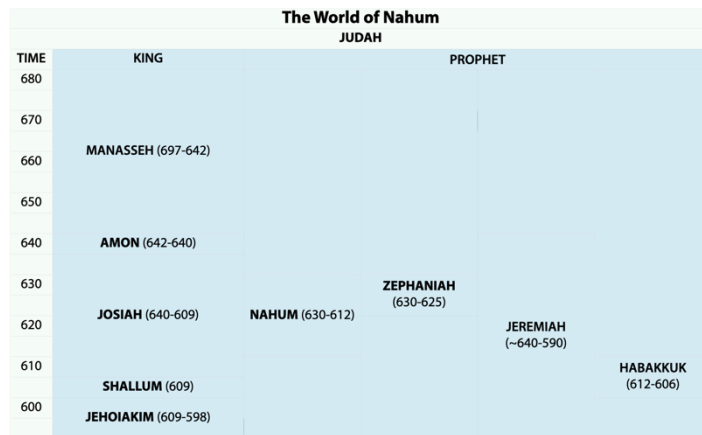 The World of Nahum
JUDAH
TIME KING PROPHET
680
670
MANASSEH (697-642)
660
650
640 AMON (642-640)
630 ZEPHANIAH
(630-625)
JOSIAH (640-609) NAHUM (630-612)
620 JEREMIAH
(~640-590)
610 HABAKKUK
(612-606)
SHALLUM (609)
600
JEHOIAKIM (609-598)